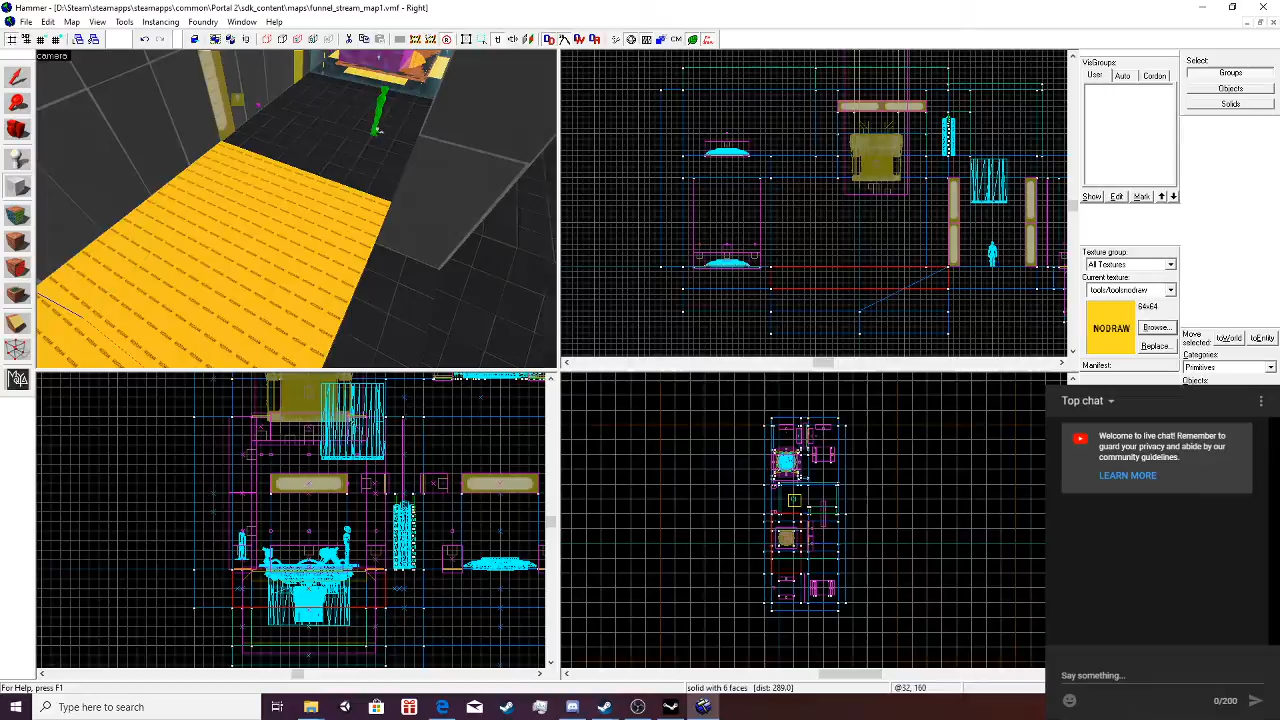 Hammer - [D:\Steam\steamapps\steamapps\common\Portal 2\sdk_content\maps\funnel_stream_map1.vmf - Right]
File Edit Map View Tools Instancing Foundry Window Help
CM
camera
VisGroups:
User Auto Cordon
Show Edit Mark
Select:
Groups
Objects
Solids
Texture group:
All Textures
Current texture:
tools/toolsnodraw
64x64
NODRAW
Browse...
Replace...
Manifest:
Move selected:
toWorld toEntity
Categories:
Primitives
Objects:
Top chat
Welcome to live chat! Remember to
guard your privacy and abide by our
community guidelines.
LEARN MORE
Say something...
0/200
For Help, press F1
solid with 6 faces [dist: 289.0]
@32, 160
Type here to search